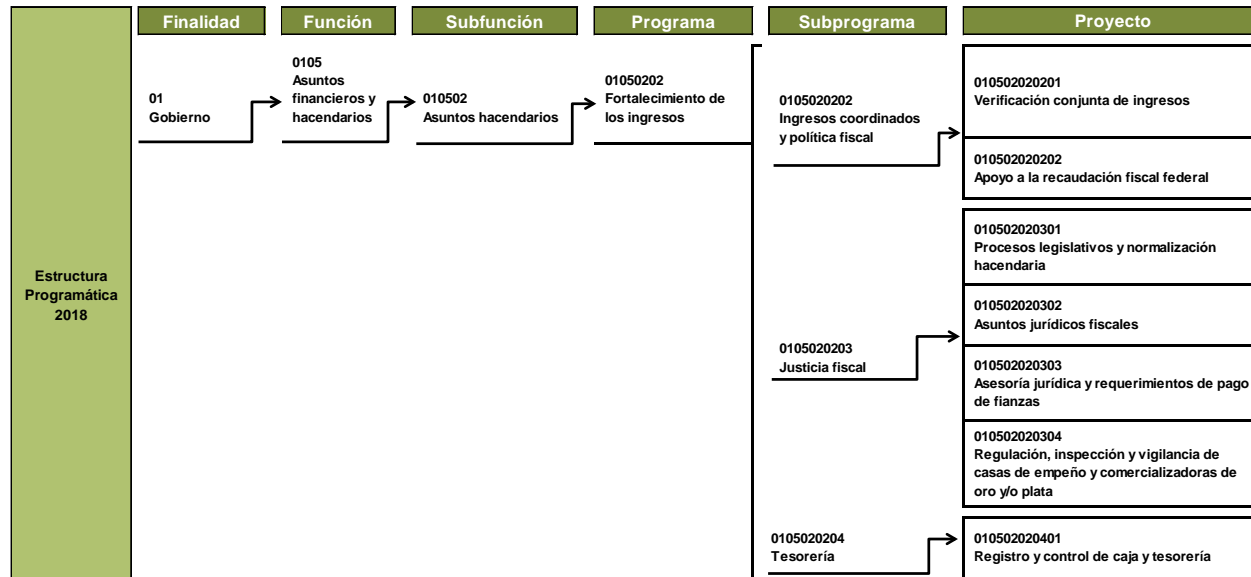 Finalidad
Función
Subfunción
Programa
Subprograma
Proyecto
Estructura
Programática
2018
01
Gobierno
0105
Asuntos
financieros y
hacendarios
010502
Asuntos hacendarios
01050202
Fortalecimiento de
los ingresos
0105020202
Ingresos coordinados
y política fiscal
010502020201
Verificación conjunta de ingresos
010502020202
Apoyo a la recaudación fiscal federal
0105020203
Justicia fiscal
010502020301
Procesos legislativos y normalización
hacendaria
010502020302
Asuntos jurídicos fiscales
010502020303
Asesoría jurídica y requerimientos de pago
de fianzas
010502020304
Regulación, inspección y vigilancia de
casas de empeño y comercializadoras de
oro y/o plata
0105020204
Tesorería
010502020401
Registro y control de caja y tesorería